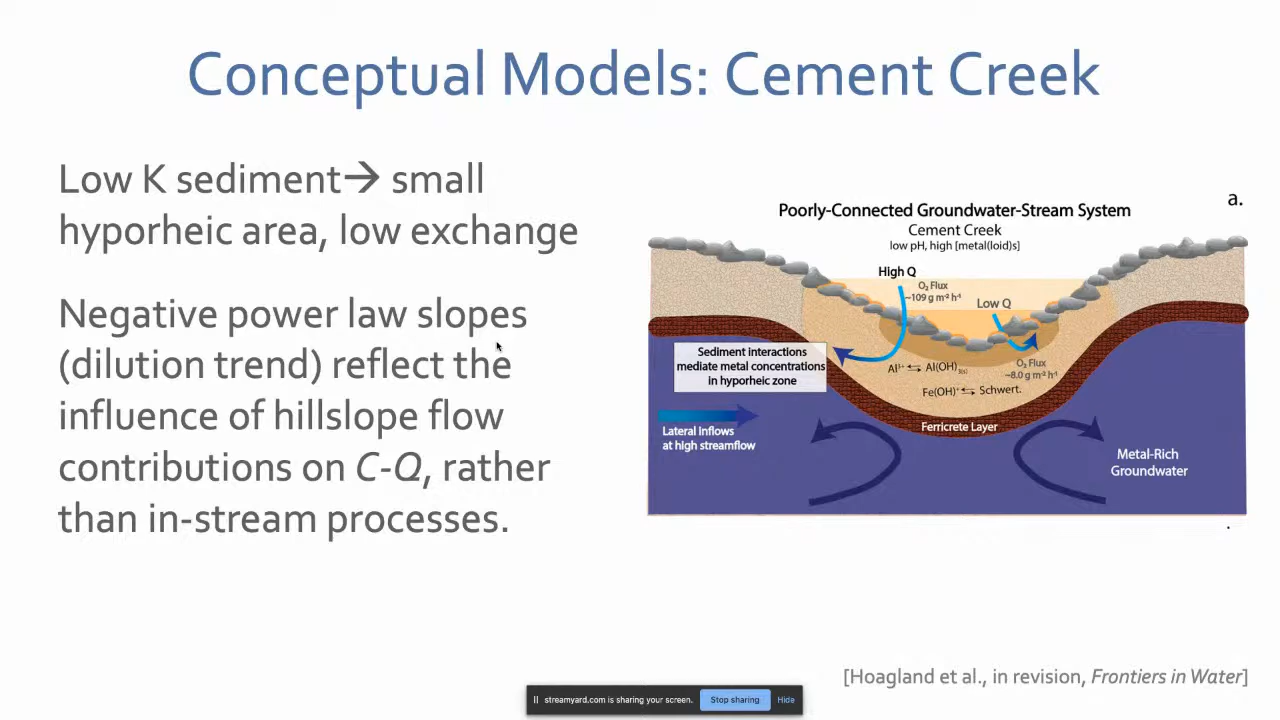 Conceptual Models: Cement Creek
Low K sediment→ small
hyporheic area, low exchange
Negative power law slopes
(dilution trend) reflect the
influence of hillslope flow
contributions on C-Q, rather
than in-stream processes.
a.
Poorly-Connected Groundwater-Stream System
Cement Creek
low pH, high [metal(loid)s]
High Q
O₂ Flux
~109 g m⁻² h⁻¹
Low Q
Sediment interactions
mediate metal concentrations
in hyporheic zone
Al³⁺ ⇆ Al(OH)₃₍ₛ₎
O₂ Flux
~8.0 g m⁻² h⁻¹
Fe(OH)⁺ ⇆ Schwert.
Ferricrete Layer
Lateral Inflows
at high streamflow
Metal-Rich
Groundwater
[Hoagland et al., in revision, Frontiers in Water]
streamyard.com is sharing your screen.
Stop sharing
Hide